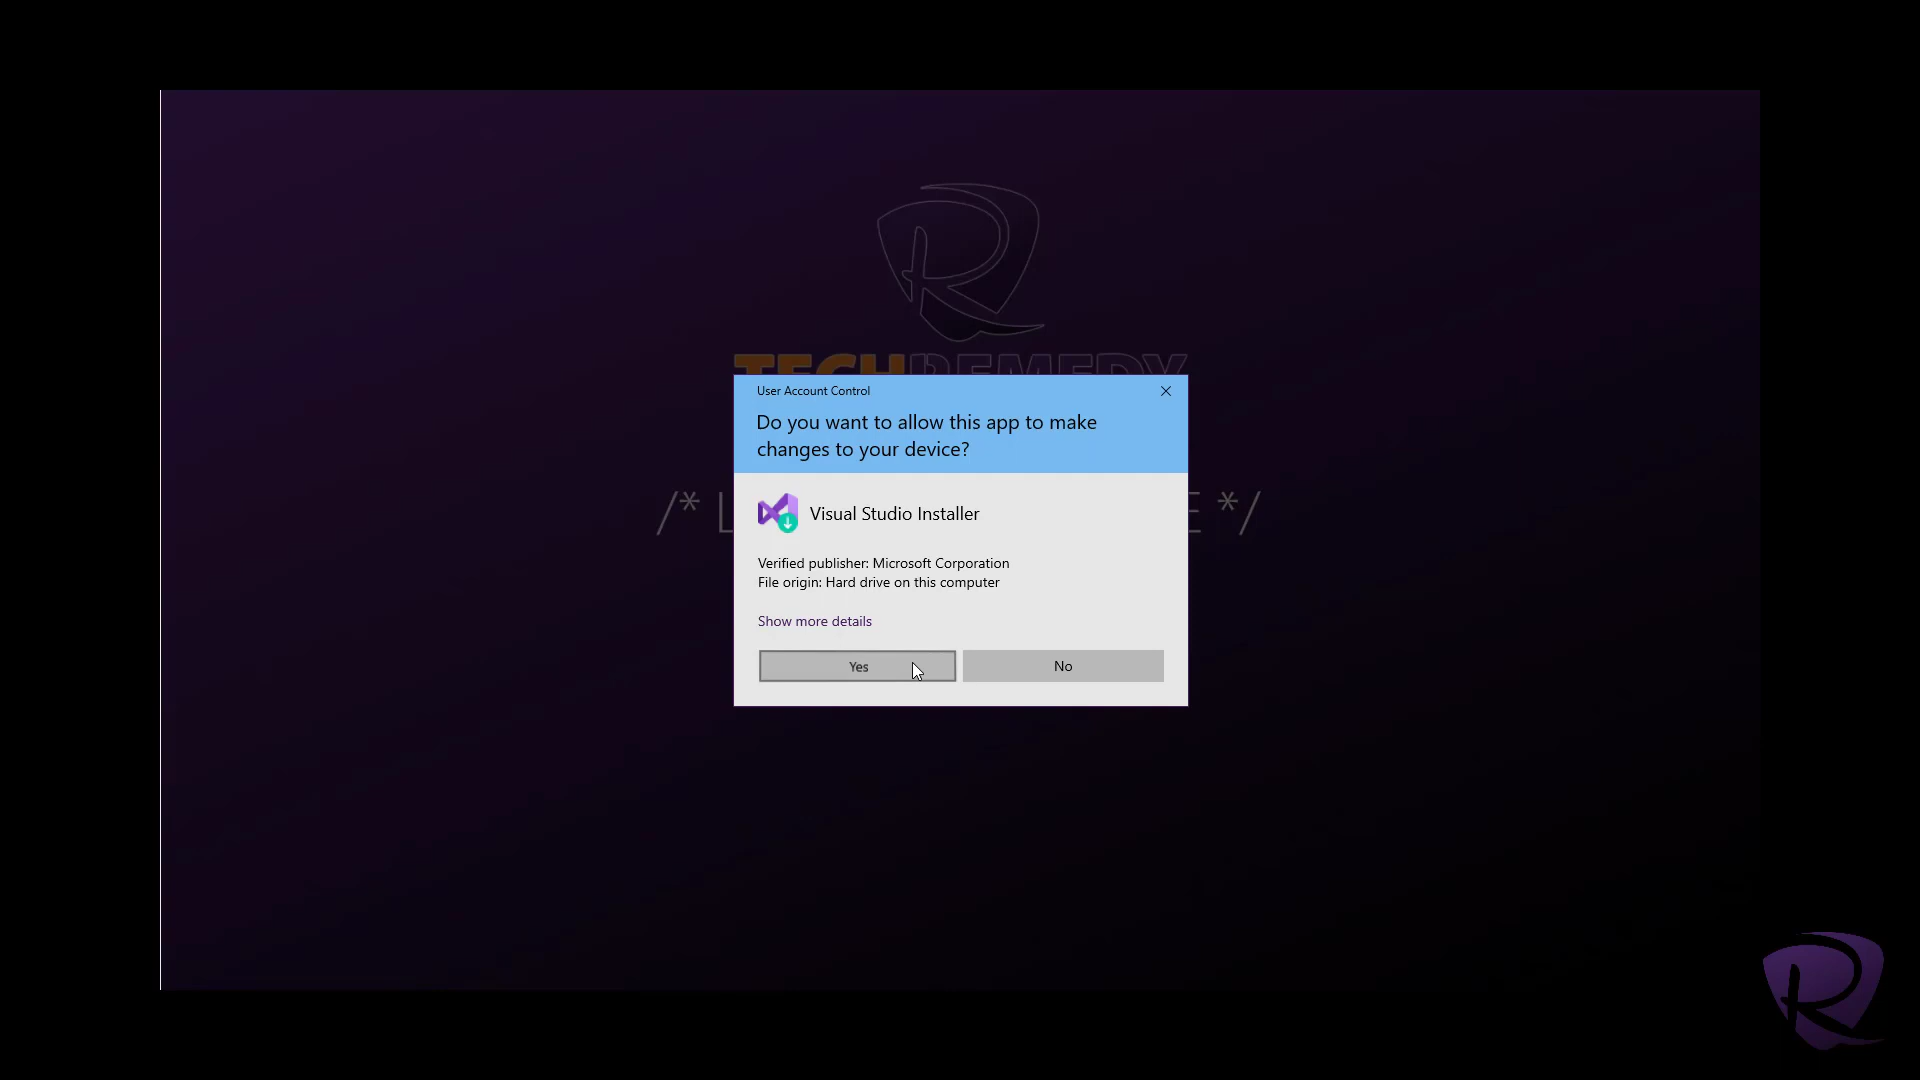 TECHREMEDY
User Account Control
Do you want to allow this app to make
changes to your device?
/* L E */
Visual Studio Installer
Verified publisher: Microsoft Corporation
File origin: Hard drive on this computer
Show more details
Yes
No